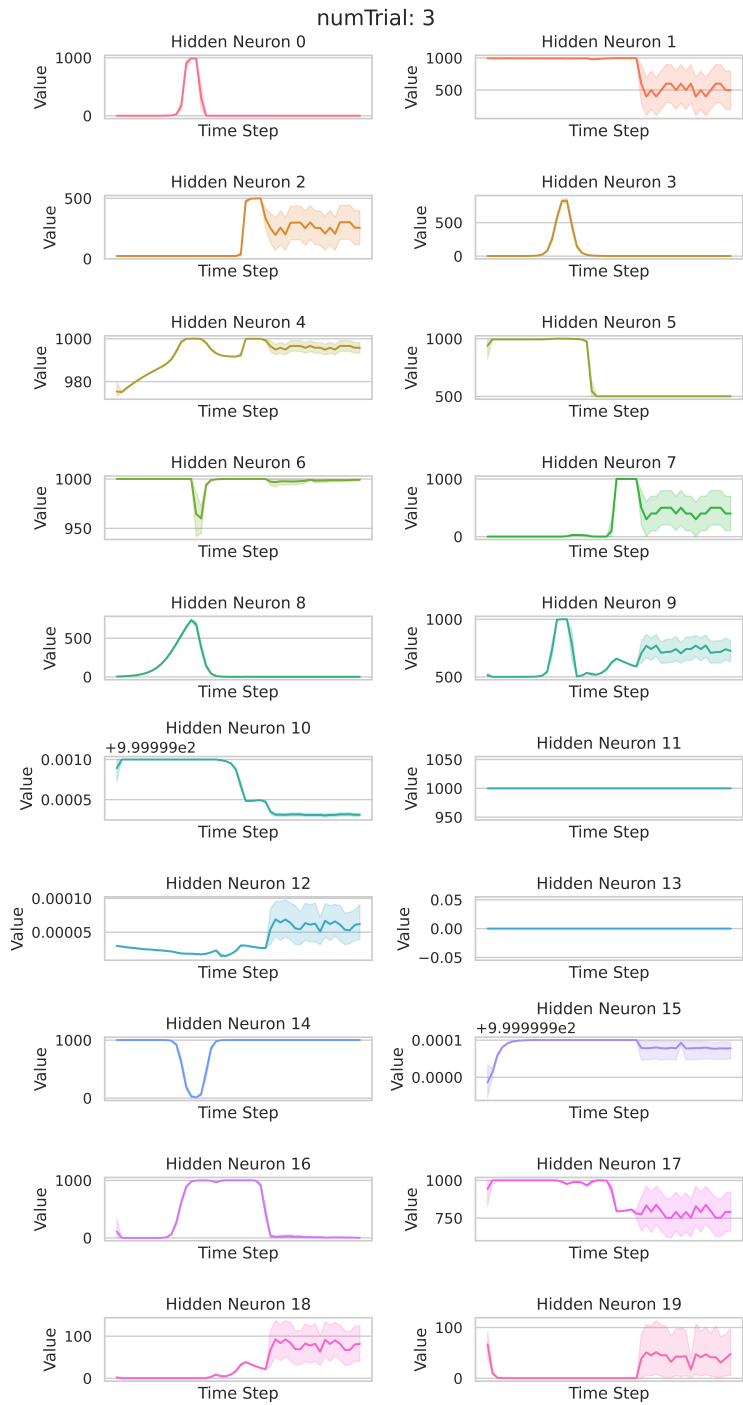 numTrial: 3
Hidden Neuron 0
1000
0
Value
Time Step
Hidden Neuron 1
1000
500
Value
Time Step
Hidden Neuron 2
500
0
Value
Time Step
Hidden Neuron 3
500
0
Value
Time Step
Hidden Neuron 4
1000
980
Value
Time Step
Hidden Neuron 5
1000
500
Value
Time Step
Hidden Neuron 6
1000
950
Value
Time Step
Hidden Neuron 7
1000
0
Value
Time Step
Hidden Neuron 8
500
0
Value
Time Step
Hidden Neuron 9
1000
500
Value
Time Step
Hidden Neuron 10
+9.99999e2
0.0010
0.0005
Value
Time Step
Hidden Neuron 11
1050
1000
950
Value
Time Step
Hidden Neuron 12
0.00010
0.00005
Value
Time Step
Hidden Neuron 13
0.05
0.00
−0.05
Value
Time Step
Hidden Neuron 14
1000
0
Value
Time Step
Hidden Neuron 15
+9.999999e2
0.0001
0.0000
Value
Time Step
Hidden Neuron 16
1000
0
Value
Time Step
Hidden Neuron 17
1000
750
Value
Time Step
Hidden Neuron 18
100
0
Value
Time Step
Hidden Neuron 19
100
0
Value
Time Step